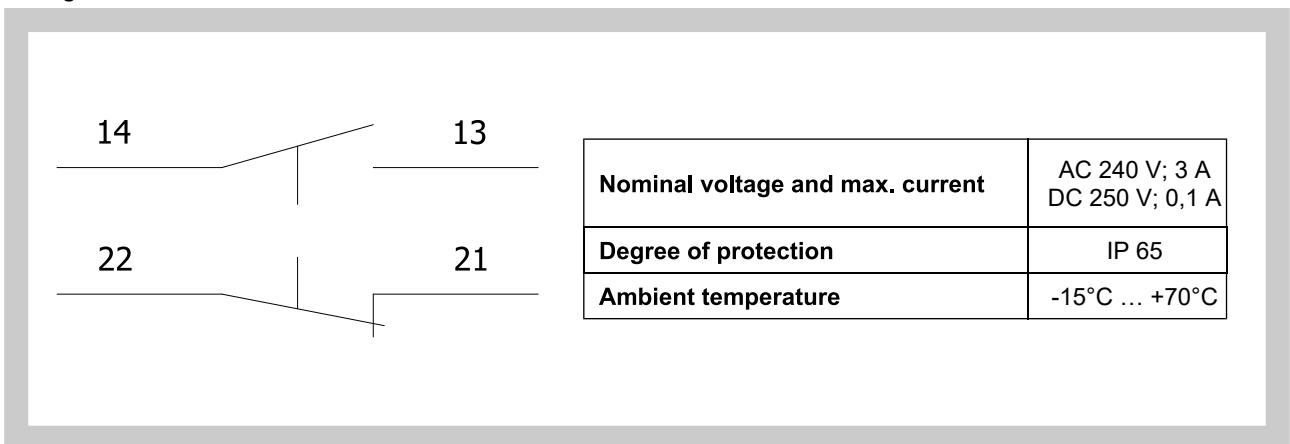 14
13
22
21
Nominal voltage and max. current
AC 240 V; 3 A
DC 250 V; 0,1 A
Degree of protection
IP 65
Ambient temperature
-15°C … +70°C